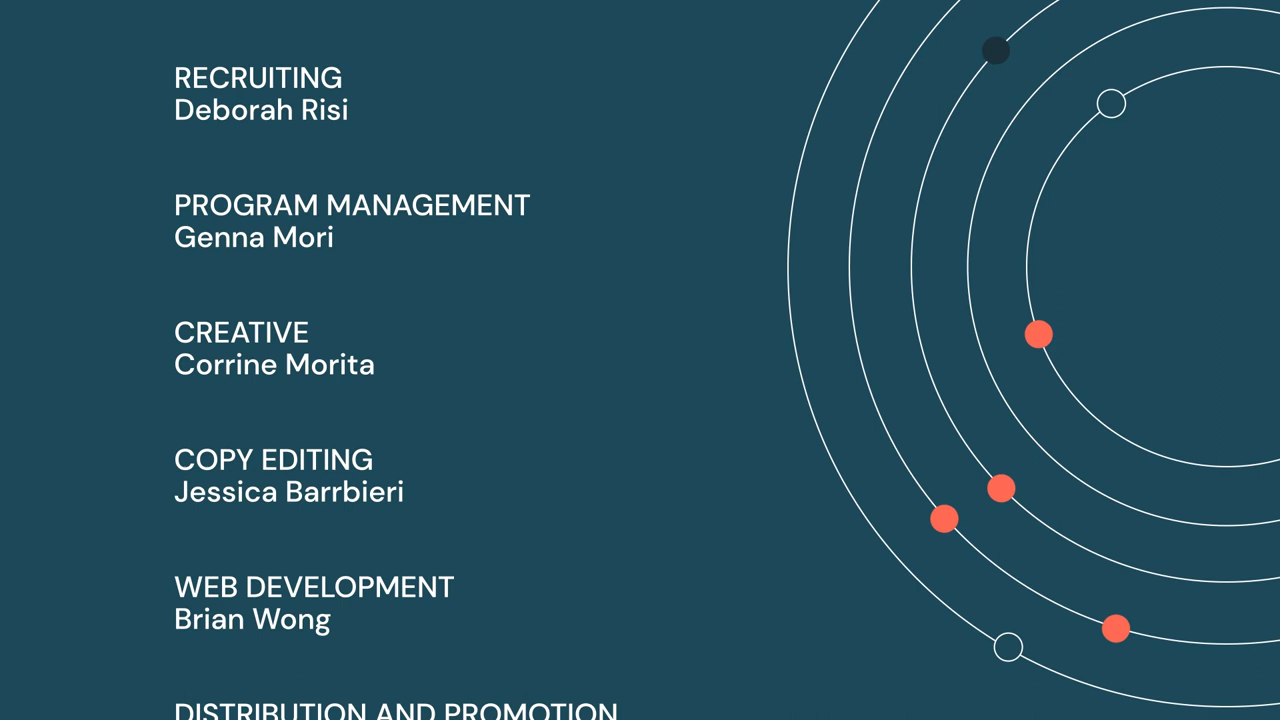 RECRUITING
Deborah Risi
PROGRAM MANAGEMENT
Genna Mori
CREATIVE
Corrine Morita
COPY EDITING
Jessica Barrbieri
WEB DEVELOPMENT
Brian Wong
DISTRIBUTION AND PROMOTION